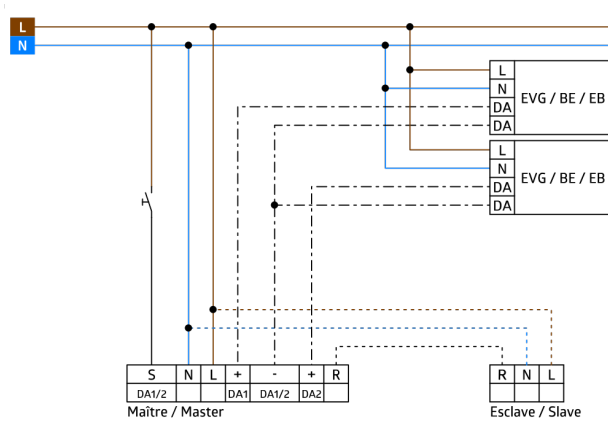 L
N
L
N
DA
DA
EVG / BE / EB
L
N
DA
DA
EVG / BE / EB
S N L + - + R
DA1/2 DA1 DA1/2 DA2
Maître / Master
R N L
Esclave / Slave